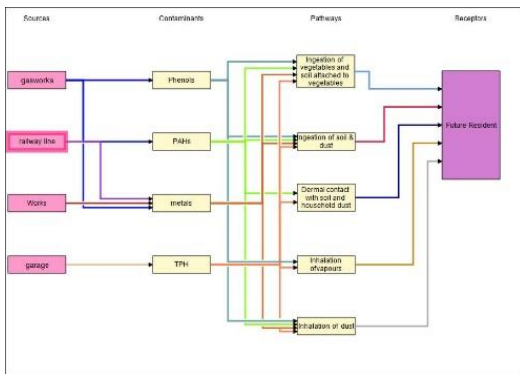 Sources Contaminants Pathways Receptors
gasworks
Phenols
Ingestion of
vegetables and
soil attached to
vegetables
railway line
PAHs
Ingestion of soil &
dust
Future Resident
Works
metals
Dermal contact
with soil and
household dust
garage
TPH
Inhalation
ofvapours
Inhalation of dust